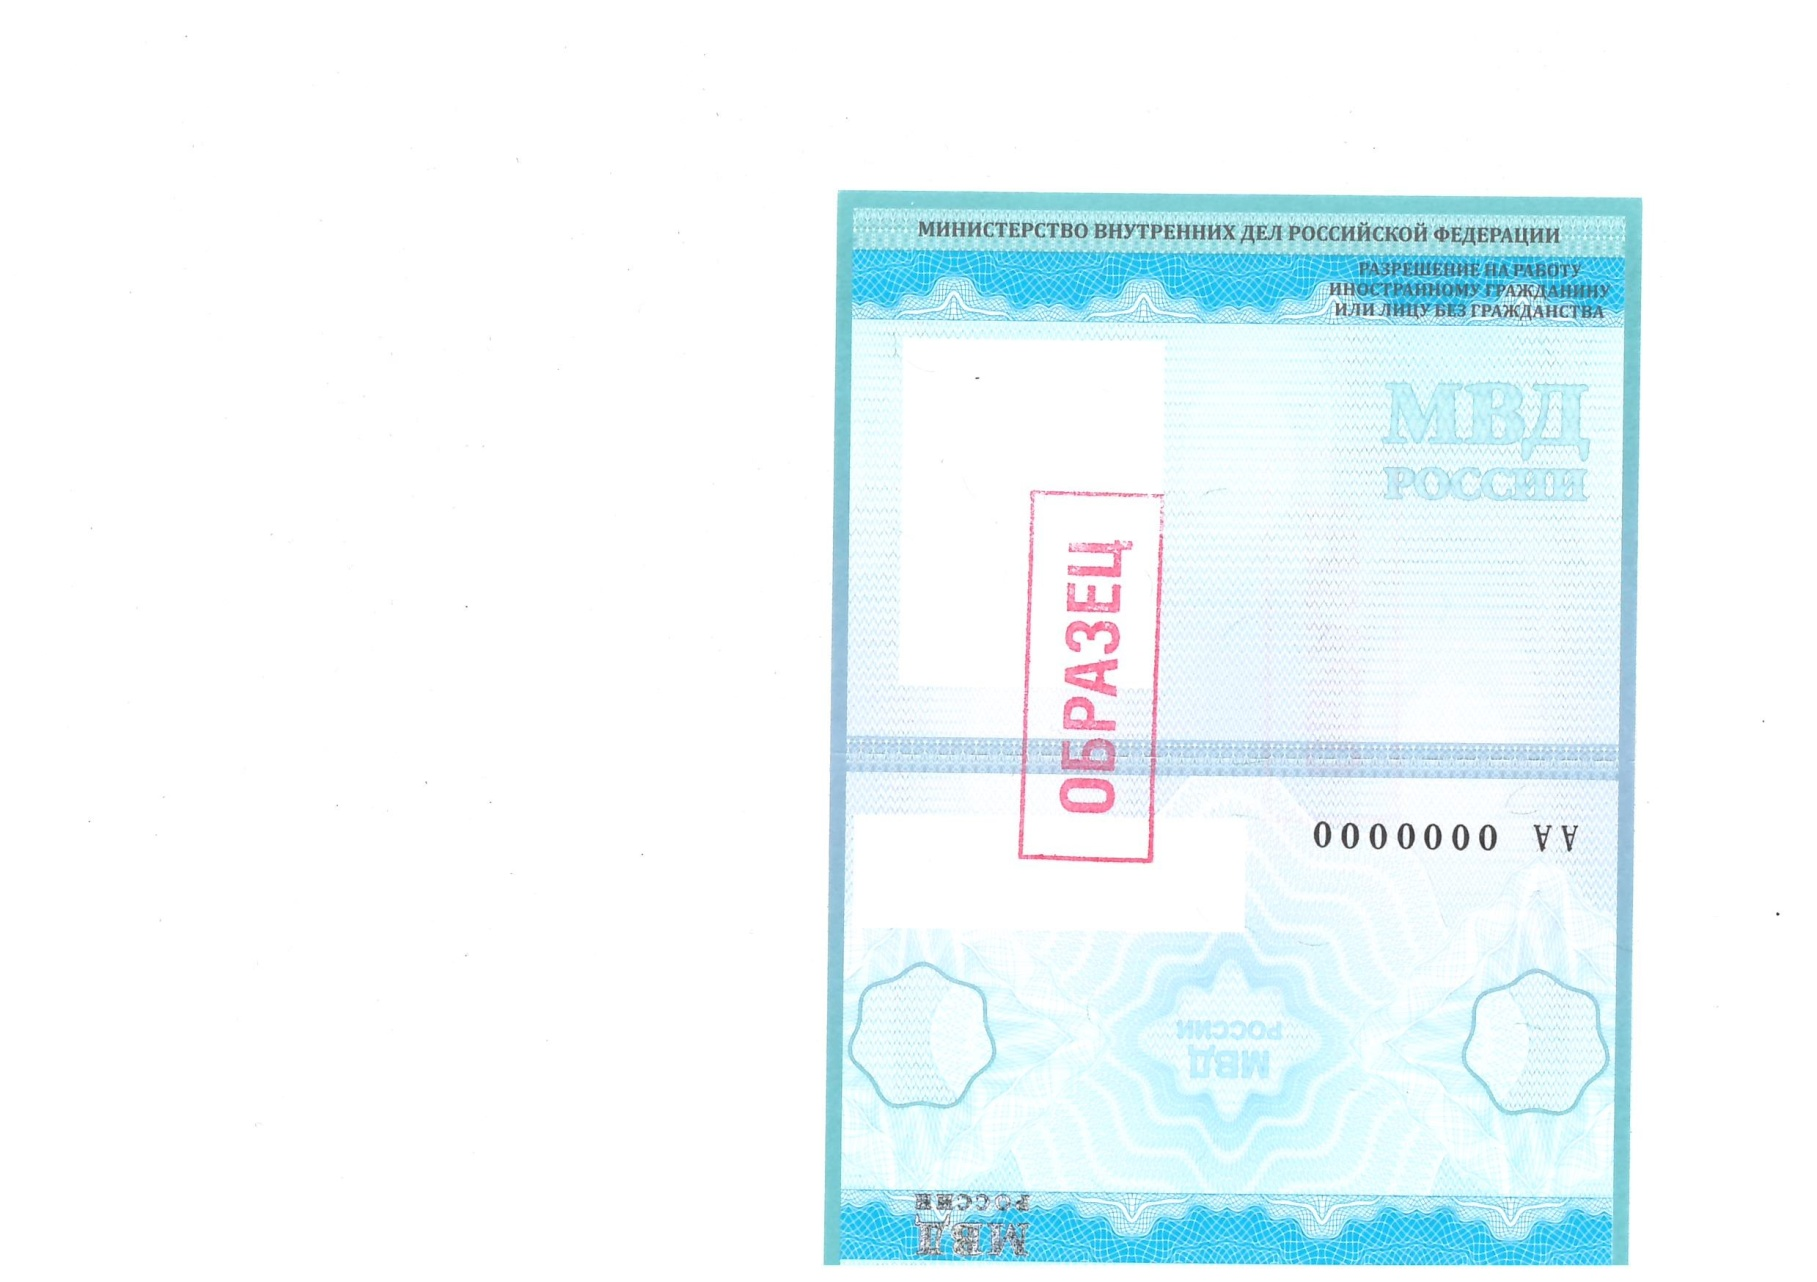 МИНИСТЕРСТВО ВНУТРЕННИХ ДЕЛ РОССИЙСКОЙ ФЕДЕРАЦИИ
РАЗРЕШЕНИЕ НА РАБОТУ
ИНОСТРАННОМУ ГРАЖДАНИНУ
ИЛИ ЛИЦУ БЕЗ ГРАЖДАНСТВА
МВД
РОССИИ
ОБРАЗЕЦ
АА 0000000
МВД
РОССИИ
МВД
РОССИИ